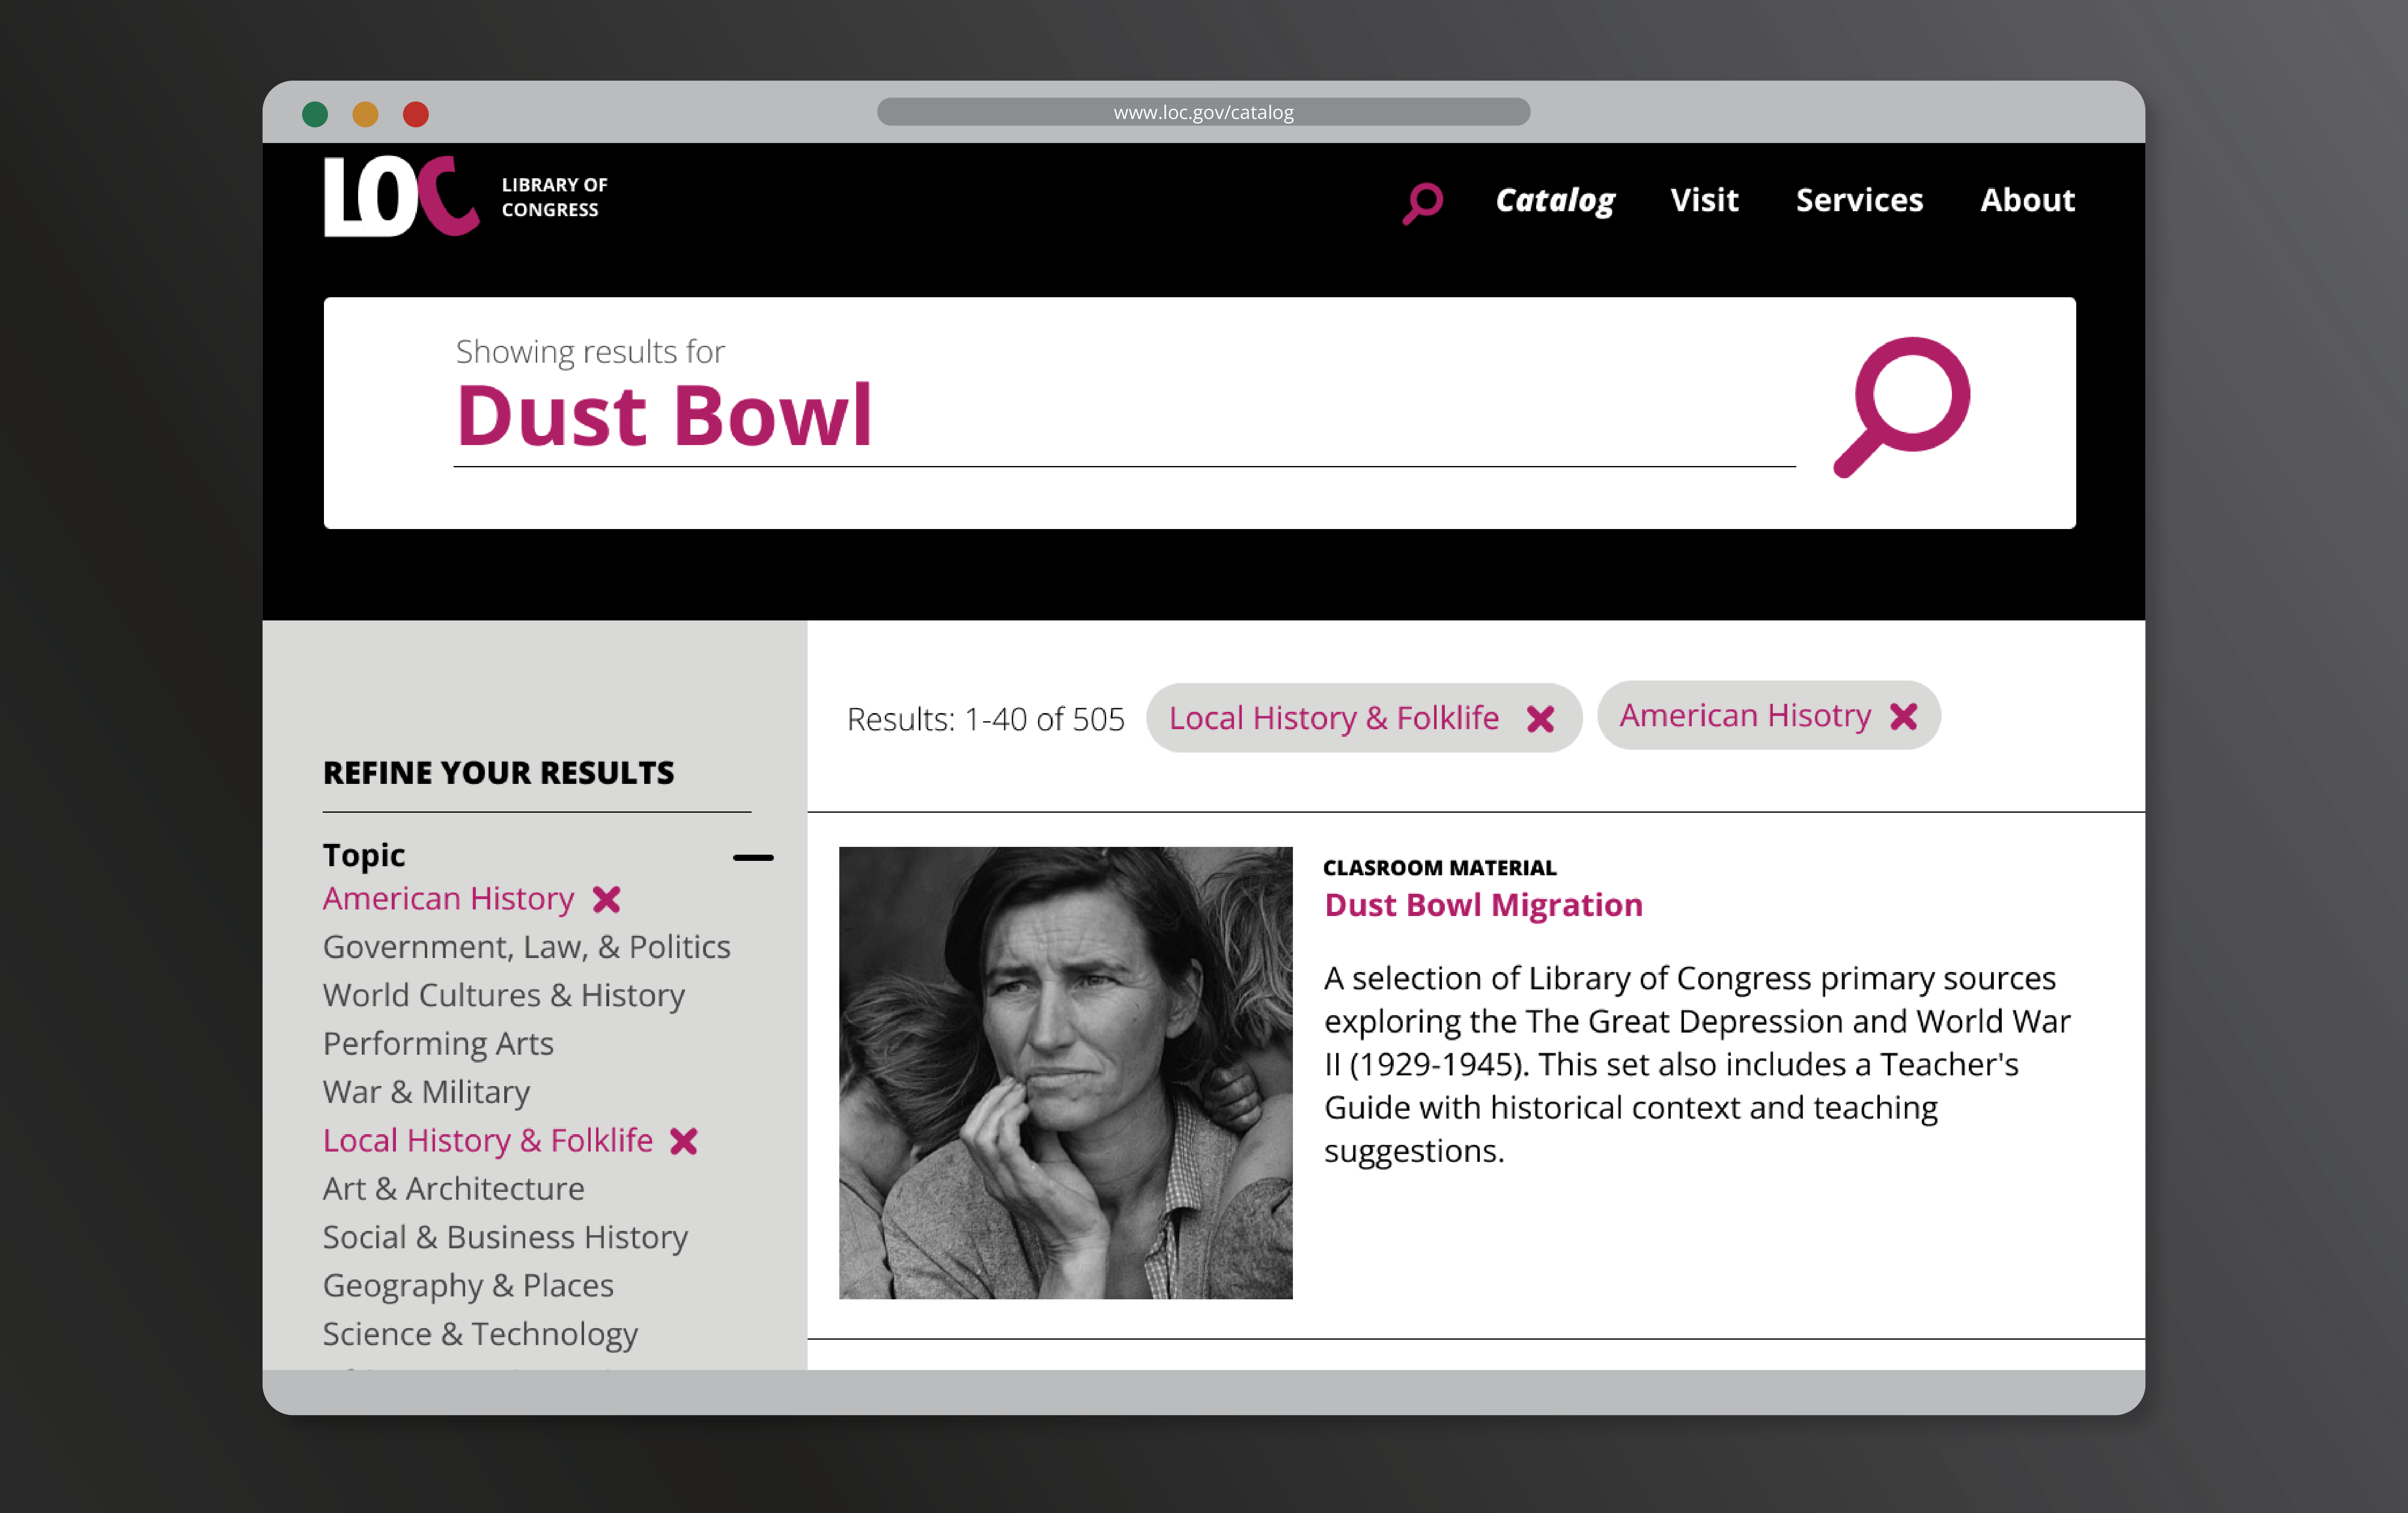 www.loc.gov/catalog
LOC
LIBRARY OF
CONGRESS
Catalog Visit Services About
Showing results for
Dust Bowl
Results: 1-40 of 505 Local History & Folklife American Hisotry
REFINE YOUR RESULTS
Topic
American History
Government, Law, & Politics
World Cultures & History
Performing Arts
War & Military
Local History & Folklife
Art & Architecture
Social & Business History
Geography & Places
Science & Technology
CLASROOM MATERIAL
Dust Bowl Migration
A selection of Library of Congress primary sources
exploring the The Great Depression and World War
II (1929-1945). This set also includes a Teacher's
Guide with historical context and teaching
suggestions.